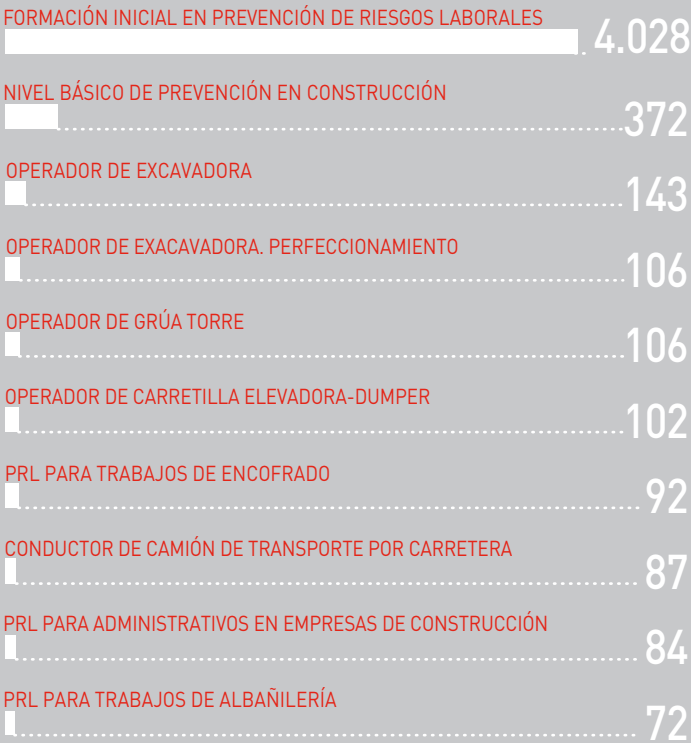 FORMACIÓN INICIAL EN PREVENCIÓN DE RIESGOS LABORALES
4.028
NIVEL BÁSICO DE PREVENCIÓN EN CONSTRUCCIÓN
372
OPERADOR DE EXCAVADORA
143
OPERADOR DE EXACAVADORA. PERFECCIONAMIENTO
106
OPERADOR DE GRÚA TORRE
106
OPERADOR DE CARRETILLA ELEVADORA-DUMPER
102
PRL PARA TRABAJOS DE ENCOFRADO
92
CONDUCTOR DE CAMIÓN DE TRANSPORTE POR CARRETERA
87
PRL PARA ADMINISTRATIVOS EN EMPRESAS DE CONSTRUCCIÓN
84
PRL PARA TRABAJOS DE ALBAÑILERÍA
72